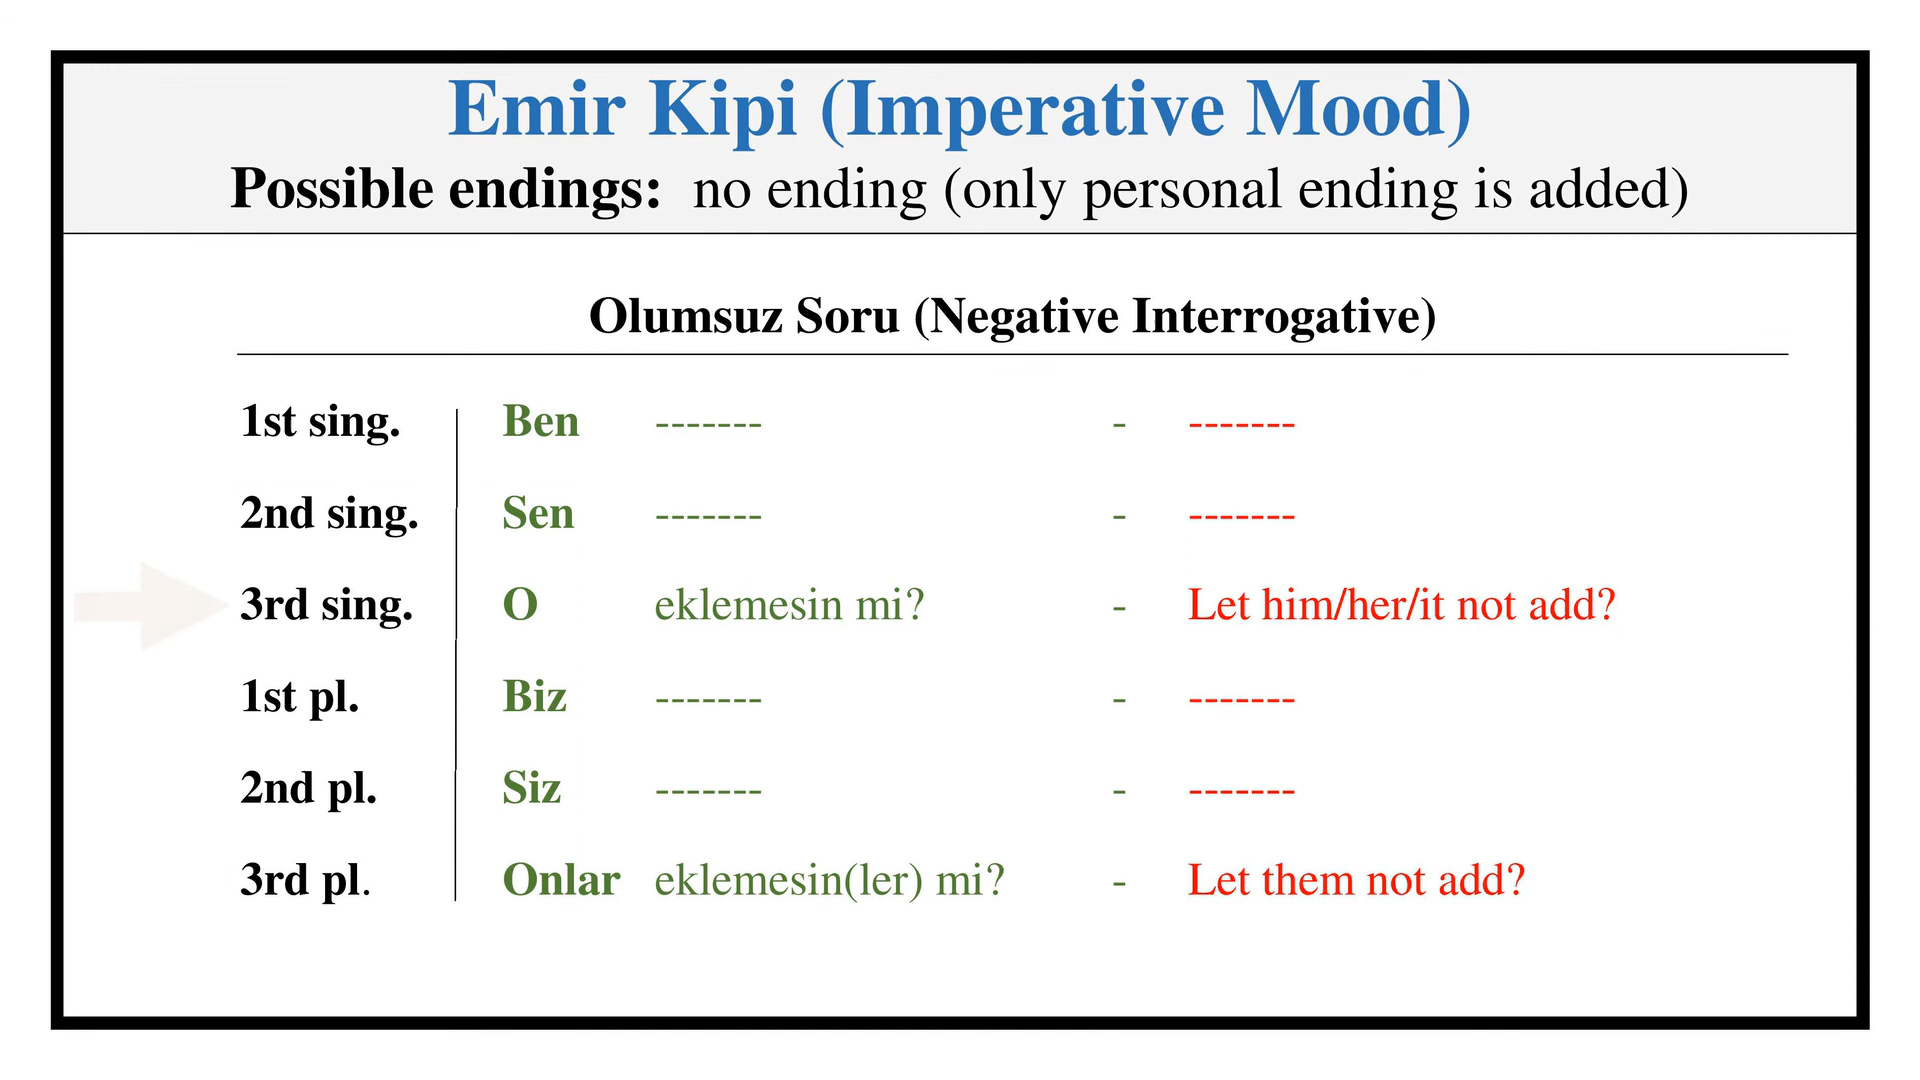 Emir Kipi (Imperative Mood)
Possible endings: no ending (only personal ending is added)
Olumsuz Soru (Negative Interrogative)
1st sing. Ben ------- - -------
2nd sing. Sen ------- - -------
3rd sing. O eklemesin mi? - Let him/her/it not add?
1st pl. Biz ------- - -------
2nd pl. Siz ------- - -------
3rd pl. Onlar eklemesin(ler) mi? - Let them not add?